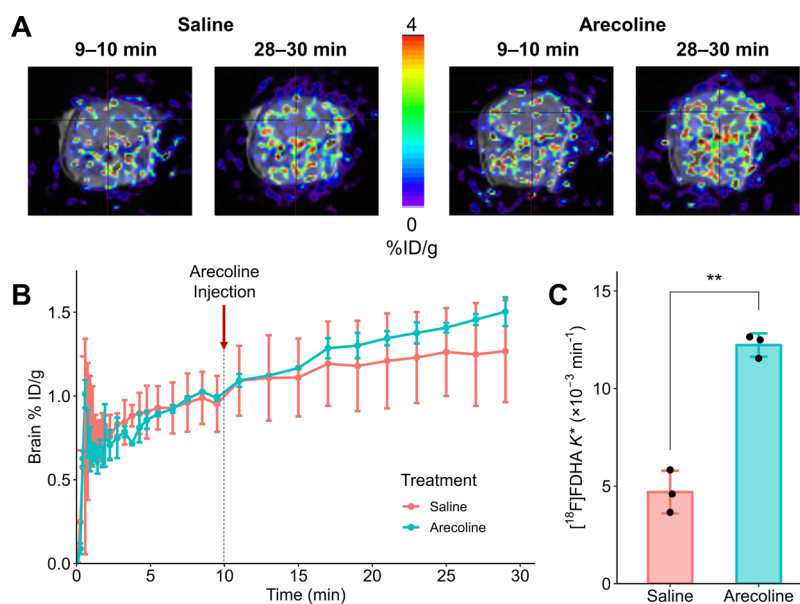 A
Saline
Arecoline
9–10 min
28–30 min
4
0
%ID/g
9–10 min
28–30 min
B
Arecoline
Injection
Brain % ID/g
1.5
1.0
0.5
0.0
0
5
10
15
20
25
30
Time (min)
Treatment
Saline
Arecoline
C
**
[¹⁸F]FDHA K* (×10⁻³ min⁻¹)
15
10
5
0
Saline
Arecoline